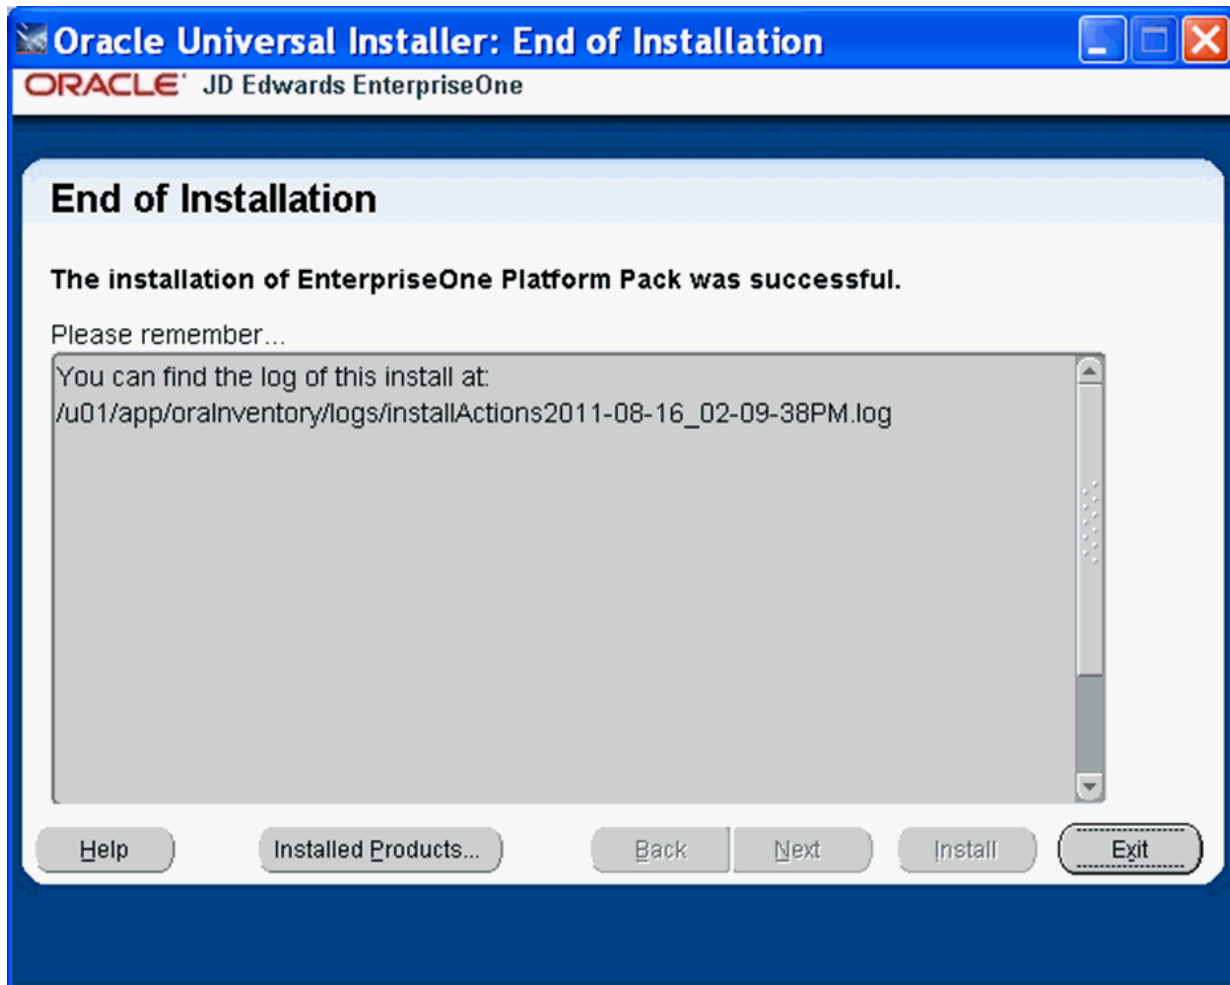 Oracle Universal Installer: End of Installation
ORACLE® JD Edwards EnterpriseOne
End of Installation
The installation of EnterpriseOne Platform Pack was successful.
Please remember...
You can find the log of this install at:
/u01/app/oraInventory/logs/installActions2011-08-16_02-09-38PM.log
Help
Installed Products...
Back
Next
Install
Exit